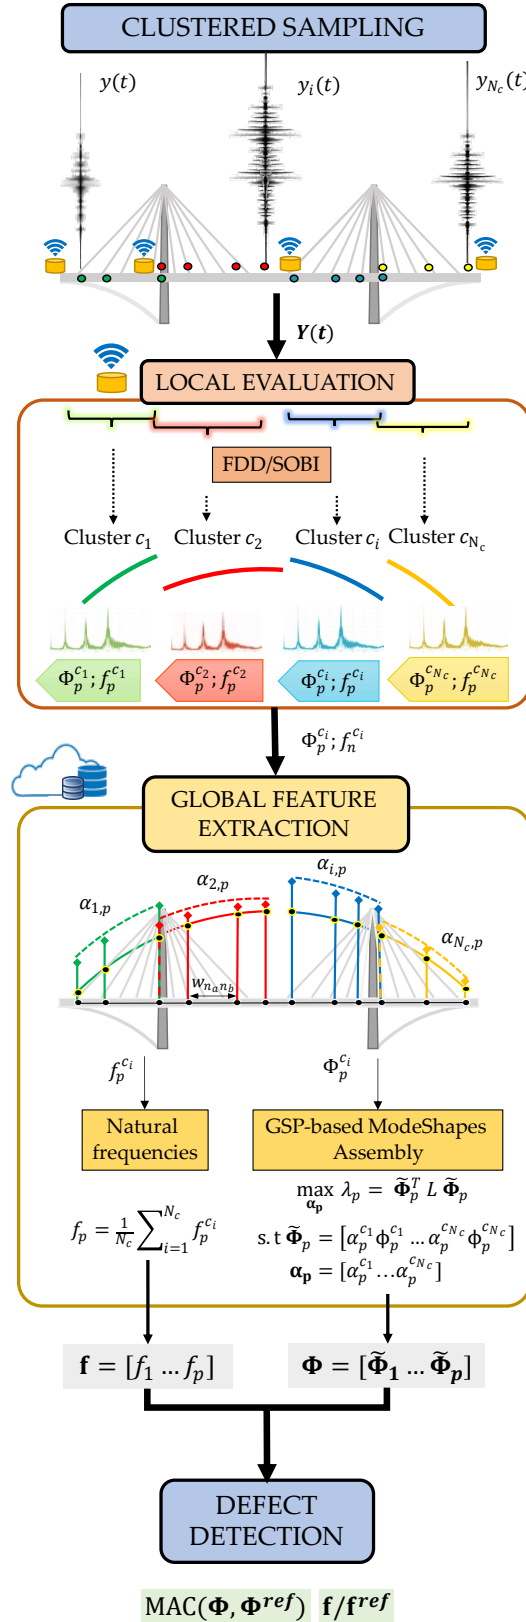 CLUSTERED SAMPLING
y(t)
y_i(t)
y_{N_c}(t)
Y(t)
LOCAL EVALUATION
FDD/SOBI
Cluster c_1
Cluster c_2
Cluster c_i
Cluster c_{N_c}
Φ_p^{c_1}; f_p^{c_1}
Φ_p^{c_2}; f_p^{c_2}
Φ_p^{c_i}; f_p^{c_i}
Φ_p^{c_{N_c}}; f_p^{c_{N_c}}
Φ_p^{c_i}; f_n^{c_i}
GLOBAL FEATURE
EXTRACTION
α_{1,p}
α_{2,p}
α_{i,p}
α_{N_c,p}
w_{n_a n_b}
f_p^{c_i}
Φ_p^{c_i}
Natural
frequencies
GSP-based ModeShapes
Assembly
f_p = \frac{1}{N_c} ∑_{i=1}^{N_c} f_p^{c_i}
max_{α_p} λ_p = Φ̃_p^T L Φ̃_p
s.t Φ̃_p = [α_p^{c_1} ϕ_p^{c_1} … α_p^{c_{N_c}} ϕ_p^{c_{N_c}}]
α_p = [α_p^{c_1} … α_p^{c_{N_c}}]
f = [f_1 … f_p]
Φ = [Φ̃_1 … Φ̃_p]
DEFECT
DETECTION
MAC(Φ, Φ^{ref}) f/f^{ref}